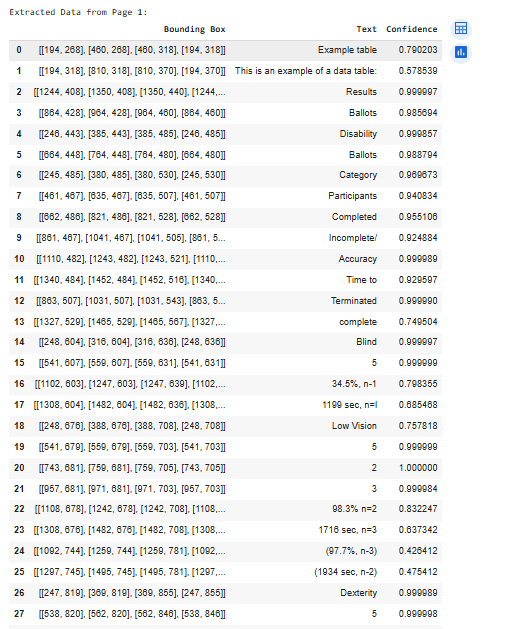 Extracted Data from Page 1:
Bounding Box Text Confidence
0 [[194, 268], [460, 268], [460, 318], [194, 318]] Example table 0.790203
1 [[194, 318], [810, 318], [810, 370], [194, 370]] This is an example of a data table: 0.578539
2 [[1244, 408], [1350, 408], [1350, 440], [1244,... Results 0.999997
3 [[864, 428], [964, 428], [964, 460], [864, 460]] Ballots 0.985694
4 [[246, 443], [385, 443], [385, 485], [246, 485]] Disability 0.999857
5 [[664, 448], [764, 448], [764, 480], [664, 480]] Ballots 0.988794
6 [[245, 485], [380, 485], [380, 530], [245, 530]] Category 0.969673
7 [[461, 467], [635, 467], [635, 507], [461, 507]] Participants 0.940834
8 [[662, 486], [821, 486], [821, 528], [662, 528]] Completed 0.955106
9 [[861, 467], [1041, 467], [1041, 505], [861, 5... Incomplete/ 0.924884
10 [[1110, 482], [1243, 482], [1243, 521], [1110,... Accuracy 0.999989
11 [[1340, 484], [1452, 484], [1452, 516], [1340,... Time to 0.929597
12 [[863, 507], [1031, 507], [1031, 543], [863, 5... Terminated 0.999990
13 [[1327, 529], [1465, 529], [1465, 567], [1327,... complete 0.749504
14 [[248, 604], [316, 604], [316, 636], [248, 636]] Blind 0.999997
15 [[541, 607], [559, 607], [559, 631], [541, 631]] 5 0.999999
16 [[1102, 603], [1247, 603], [1247, 639], [1102,... 34.5%, n-1 0.798355
17 [[1308, 604], [1482, 604], [1482, 636], [1308,... 1199 sec, n=l 0.685468
18 [[248, 676], [388, 676], [388, 708], [248, 708]] Low Vision 0.757818
19 [[541, 679], [559, 679], [559, 703], [541, 703]] 5 0.999999
20 [[743, 681], [759, 681], [759, 705], [743, 705]] 2 1.000000
21 [[957, 681], [971, 681], [971, 703], [957, 703]] 3 0.999984
22 [[1108, 678], [1242, 678], [1242, 708], [1108,... 98.3% n=2 0.832247
23 [[1308, 676], [1482, 676], [1482, 708], [1308,... 1716 sec, n=3 0.637342
24 [[1092, 744], [1259, 744], [1259, 781], [1092,... (97.7%, n-3) 0.426412
25 [[1297, 745], [1495, 745], [1495, 781], [1297,... (1934 sec, n-2) 0.475412
26 [[247, 819], [369, 819], [369, 855], [247, 855]] Dexterity 0.999989
27 [[538, 820], [562, 820], [562, 846], [538, 846]] 5 0.999998